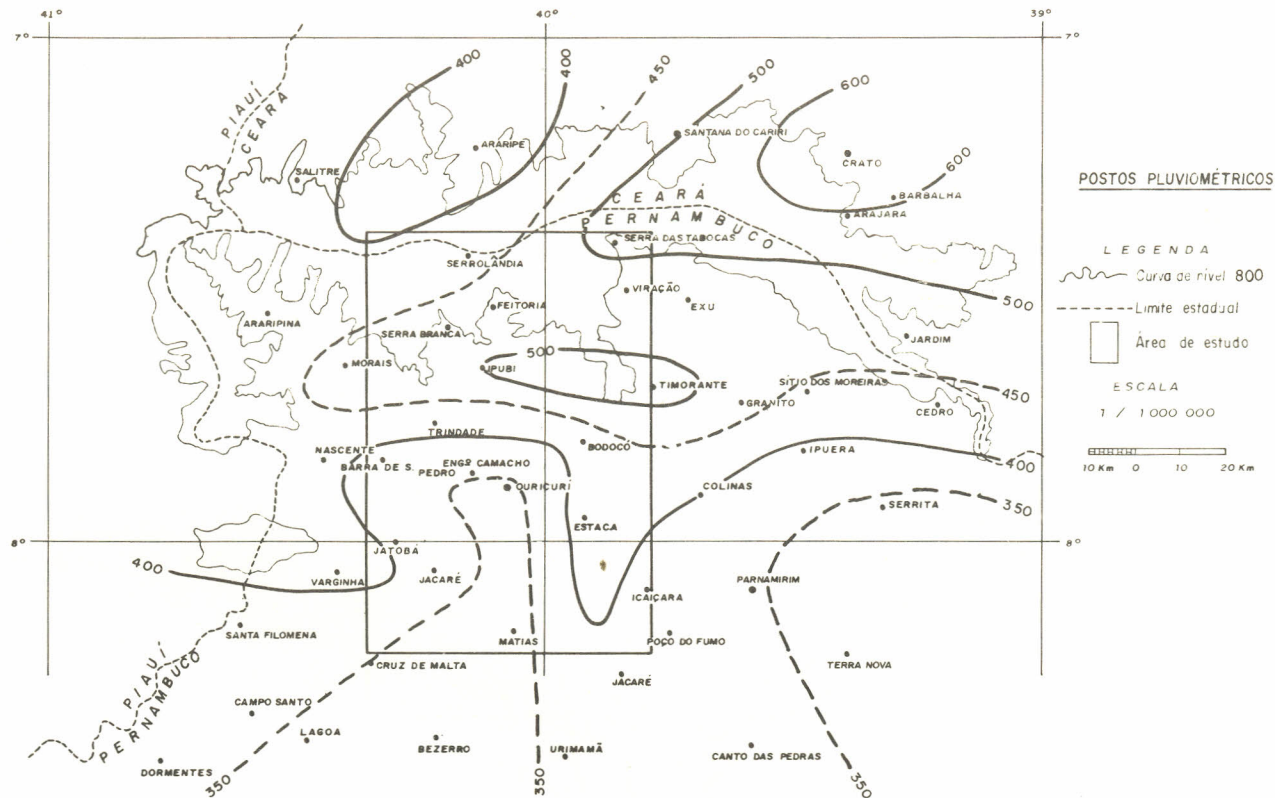 41°
40°
39°
7°
7°
400
400
450
500
600
PIAUÍ
CEARÁ
SANTANA DO CARIRI
ARARIPE
CRATO
SALITRE
600
BARBALHA
ARAJARA
CEARÁ
PERNAMBUCO
SERRA DAS TABOCAS
SERROLÂNDIA
VIRAÇÃO
EXU
500
FEITORIA
ARARIPINA
SERRA BRANCA
JARDIM
500
MORAIS
IPUBI
TIMORANTE
SÍTIO DOS MOREIRAS
450
GRANITO
CEDRO
TRINDADE
BODOCÓ
NASCENTE
BARRA DE S. PEDRO
ENGº CAMACHO
IPUERA
400
OURICURI
COLINAS
SERRITA
350
ESTACA
8°
8°
JATOBÁ
400
VARGINHA
JACARÉ
PARNAMIRIM
ICAIÇARA
SANTA FILOMENA
MATIAS
POÇO DO FUMO
PIAUÍ
PERNAMBUCO
CRUZ DE MALTA
TERRA NOVA
JACARÉ
CAMPO SANTO
LAGOA
BEZERRO
URIMAMÃ
CANTO DAS PEDRAS
DORMENTES
350
350
350
POSTOS PLUVIOMÉTRICOS
LEGENDA
Curva de nível 800
Limite estadual
Área de estudo
ESCALA
1 / 1 000 000
10 Km 0 10 20 Km